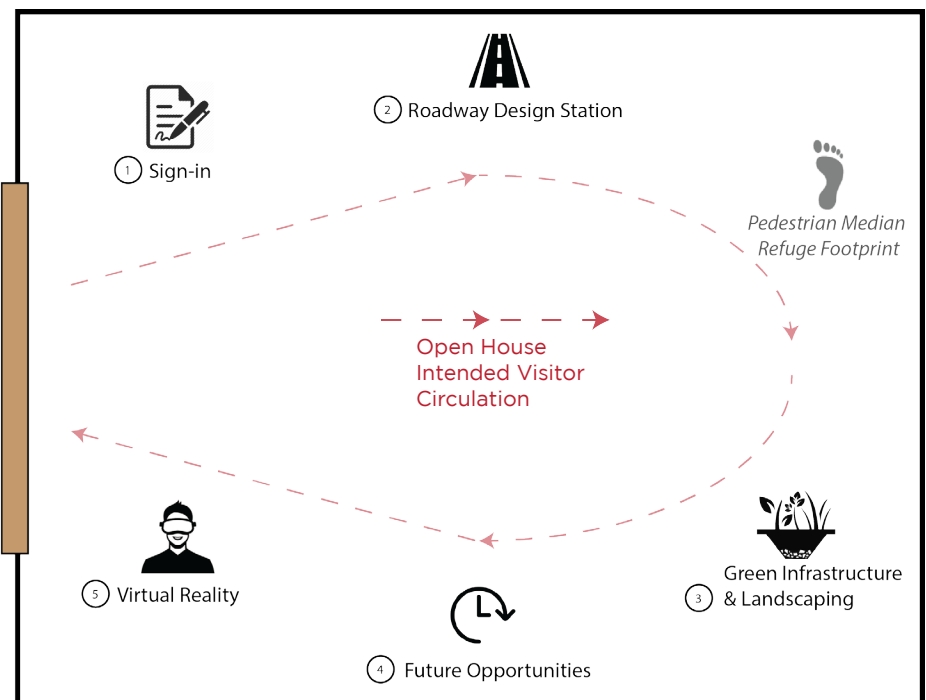 1 Sign-in
2 Roadway Design Station
Pedestrian Median
Refuge Footprint
Open House
Intended Visitor
Circulation
Green Infrastructure
3 & Landscaping
5 Virtual Reality
4 Future Opportunities